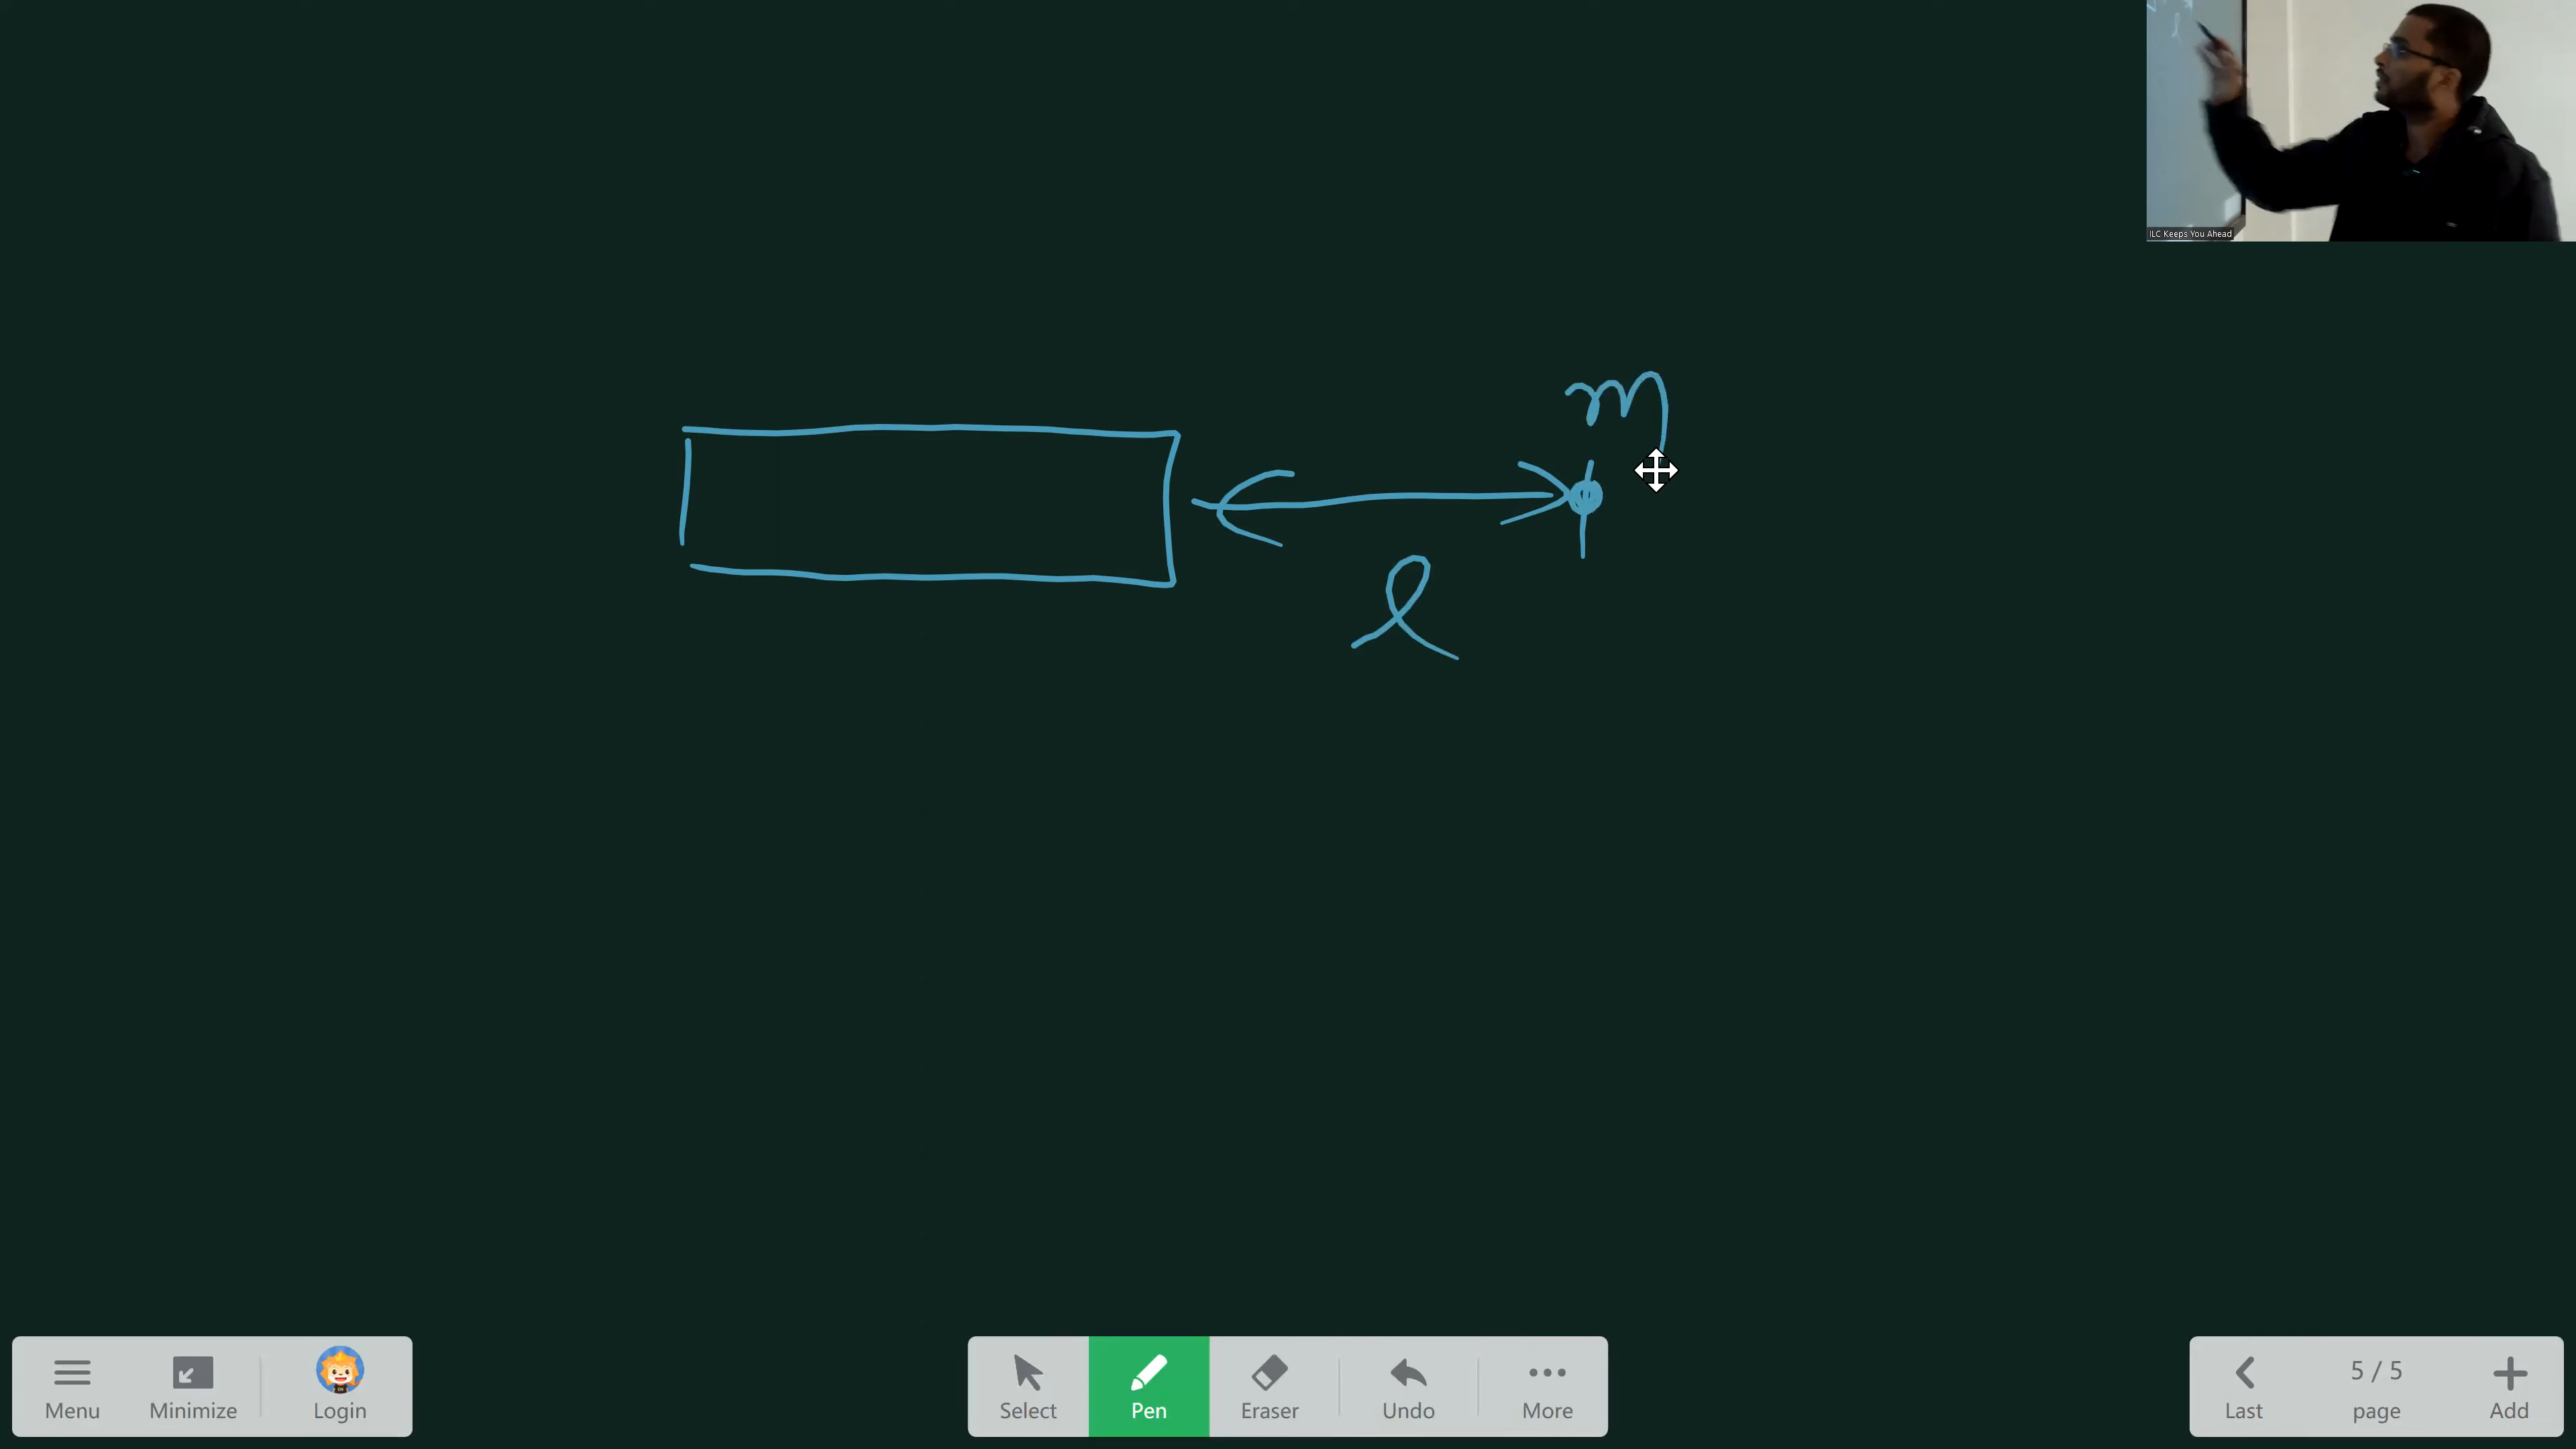 ILC Keeps You Ahead
m
l
Menu
Minimize
Login
Select
Pen
Eraser
Undo
More
Last
5 / 5
page
Add